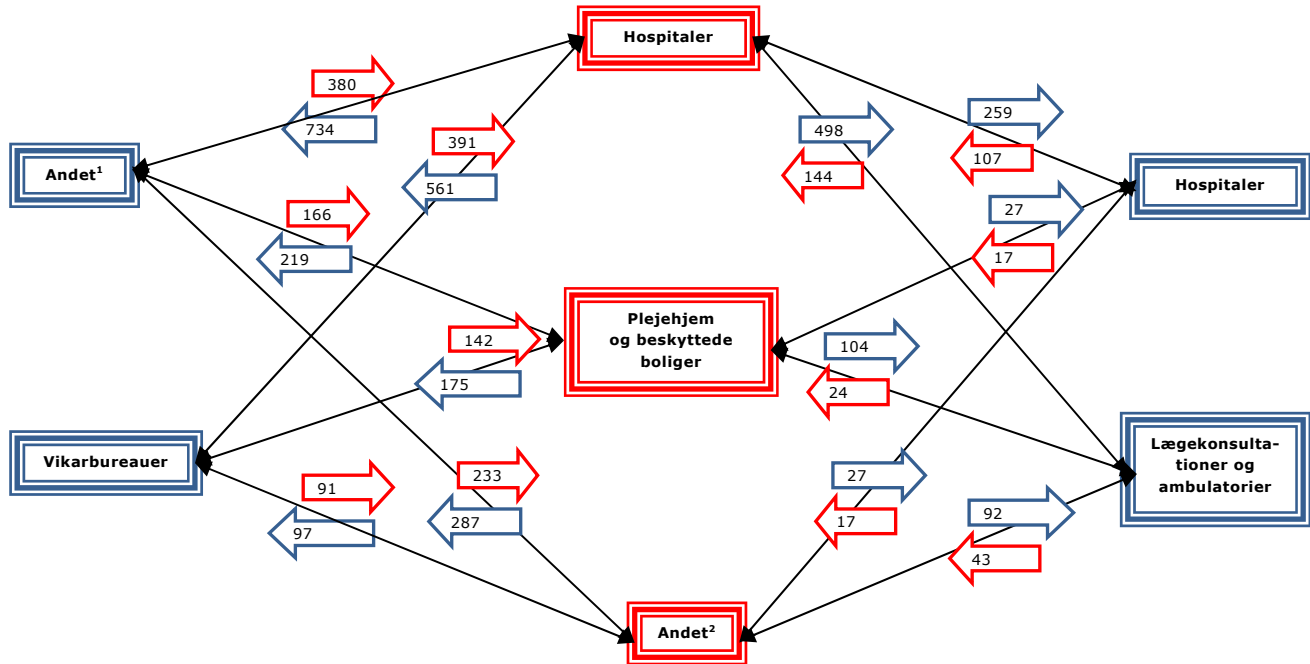 Hospitaler
380
734
391
561
498
144
259
107
Andet¹
Hospitaler
166
219
27
17
Plejehjem
og beskyttede
boliger
142
175
104
24
Vikarbureauer
Lægekonsulta-
tioner og
ambulatorier
91
97
233
287
27
17
92
43
Andet²